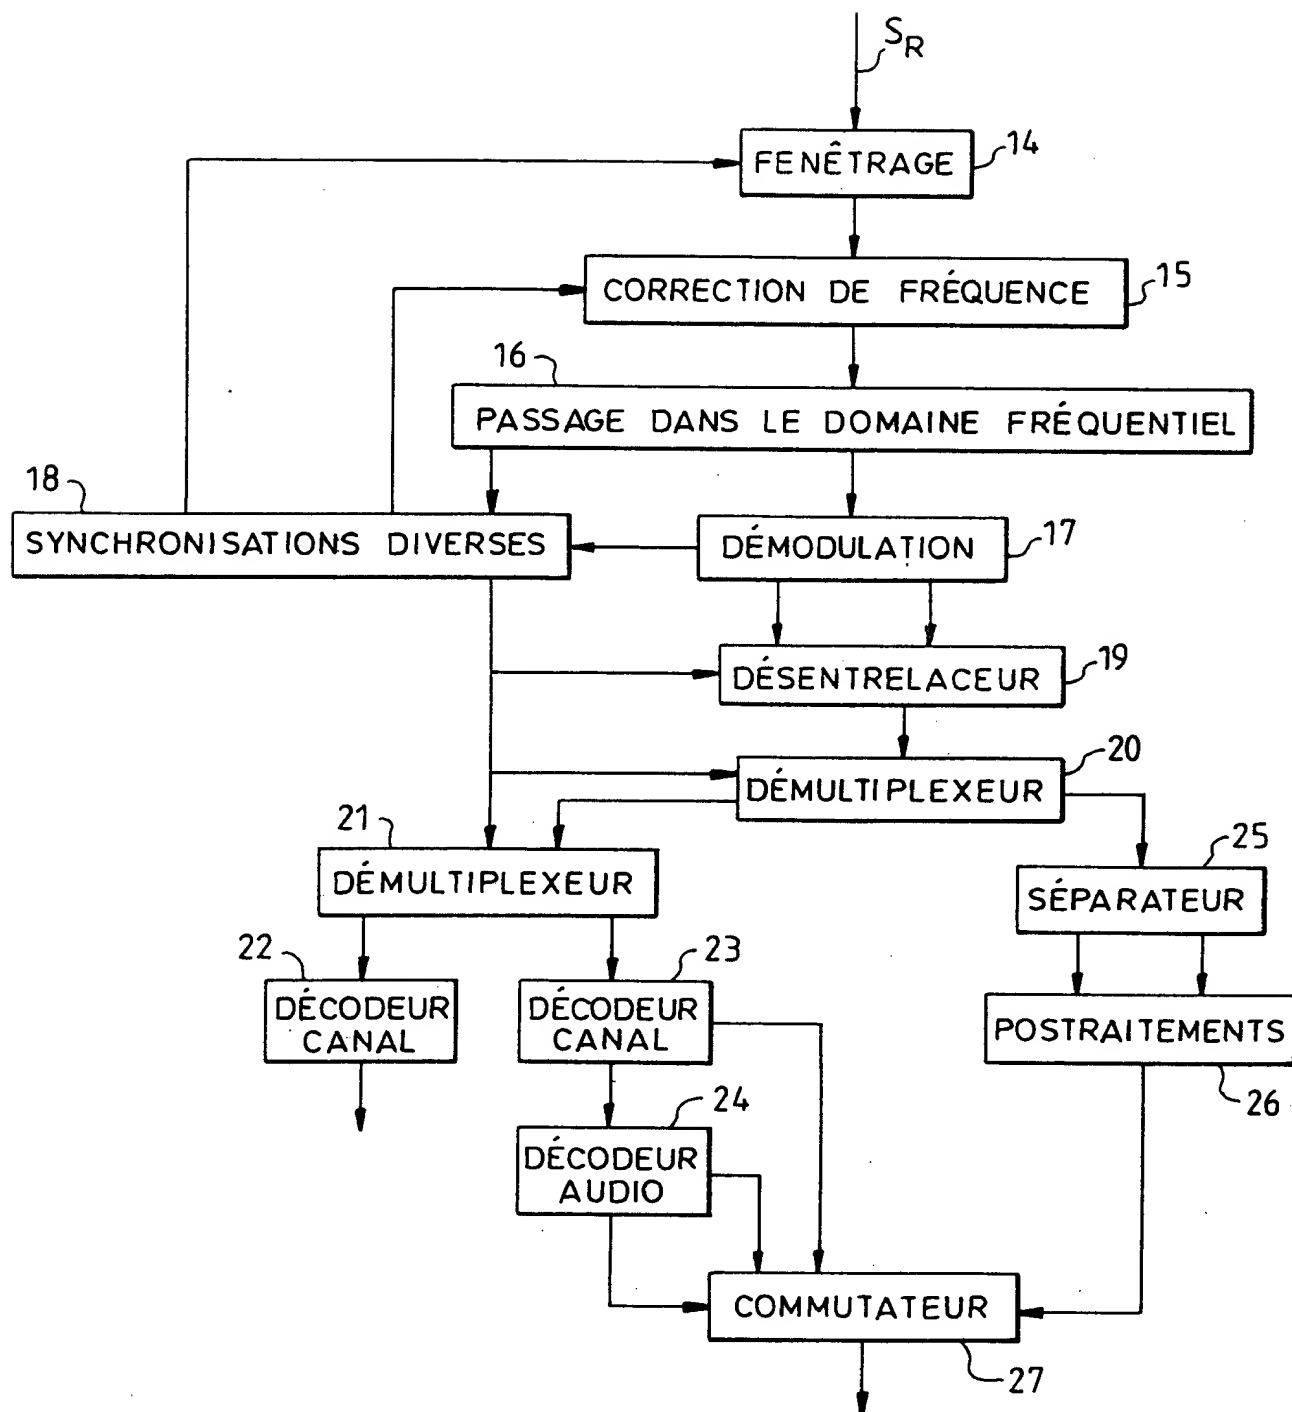 S_R
FENÊTRAGE
14
CORRECTION DE FRÉQUENCE
15
16
PASSAGE DANS LE DOMAINE FRÉQUENTIEL
18
SYNCHRONISATIONS DIVERSES
DÉMODULATION
17
DÉSENTRELACEUR
19
DÉMULTIPLEXEUR
20
21
DÉMULTIPLEXEUR
25
SÉPARATEUR
22
DÉCODEUR
CANAL
23
DÉCODEUR
CANAL
POSTRAITEMENTS
26
24
DÉCODEUR
AUDIO
COMMUTATEUR
27